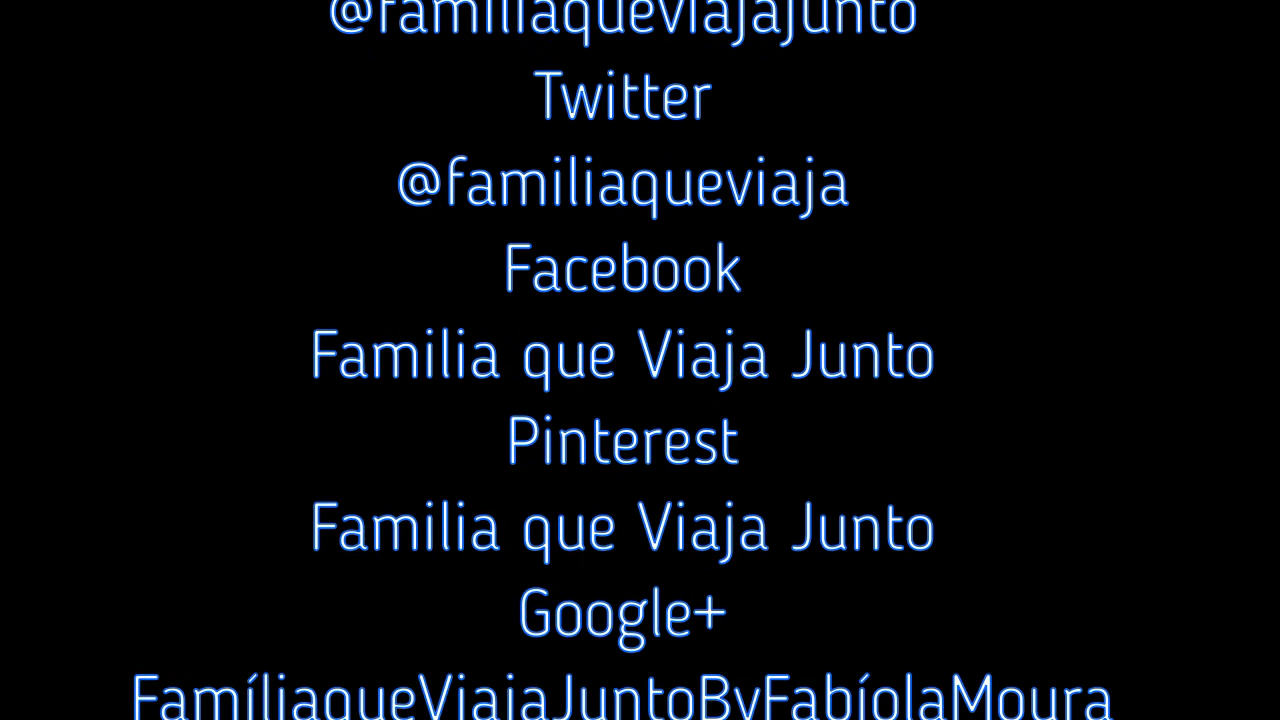 @familiaqueviajajunto
Twitter
@familiaqueviaja
Facebook
Familia que Viaja Junto
Pinterest
Familia que Viaja Junto
Google+
FamíliaqueViajaJuntoByFabíolaMoura